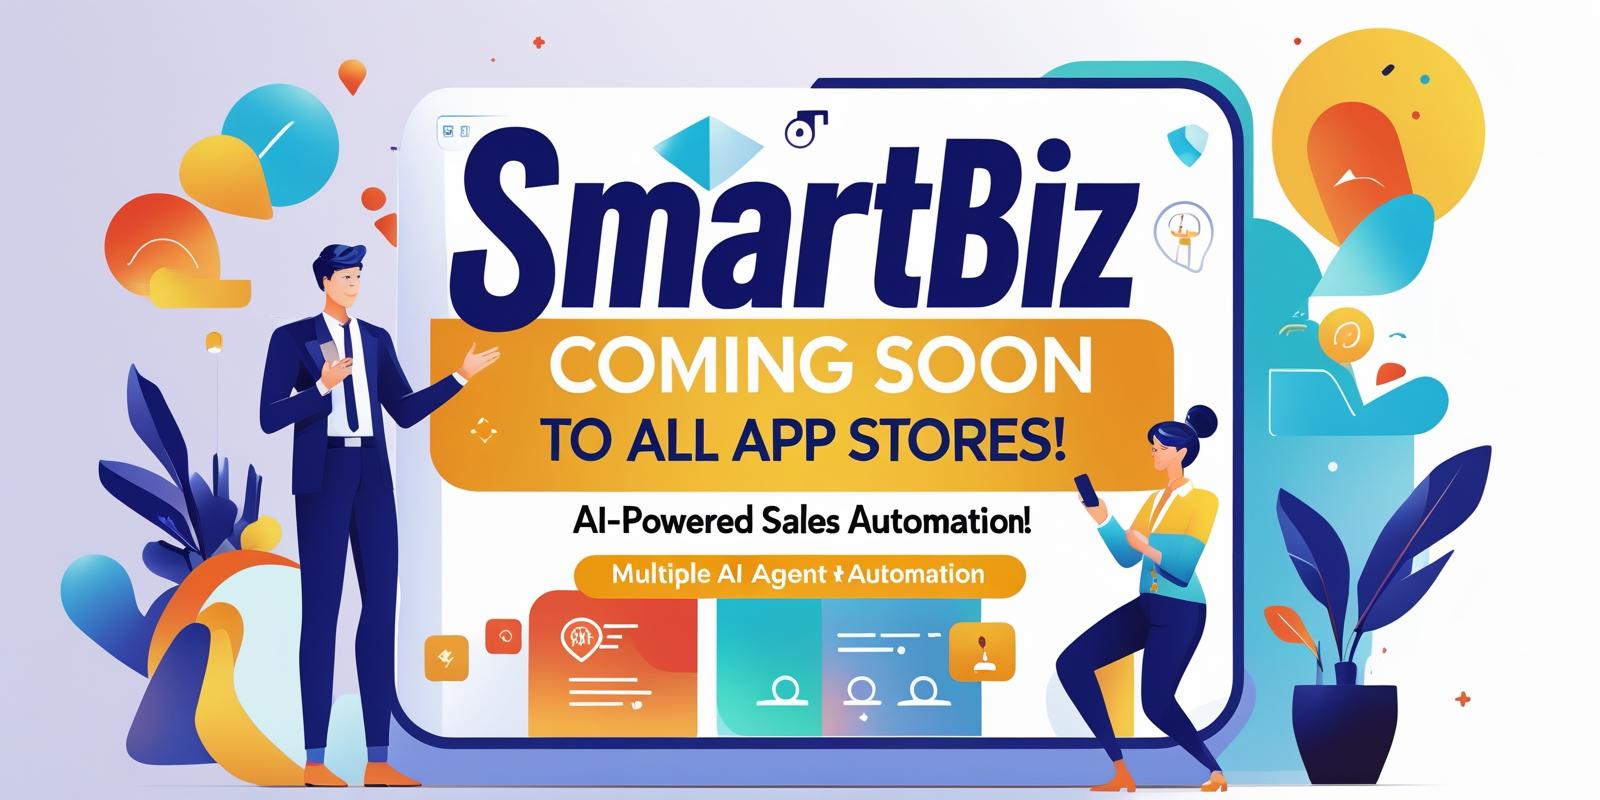 SmartBiz
COMING SOON
TO ALL APP STORES!
AI-Powered Sales Automation!
Multiple AI Agent Automation